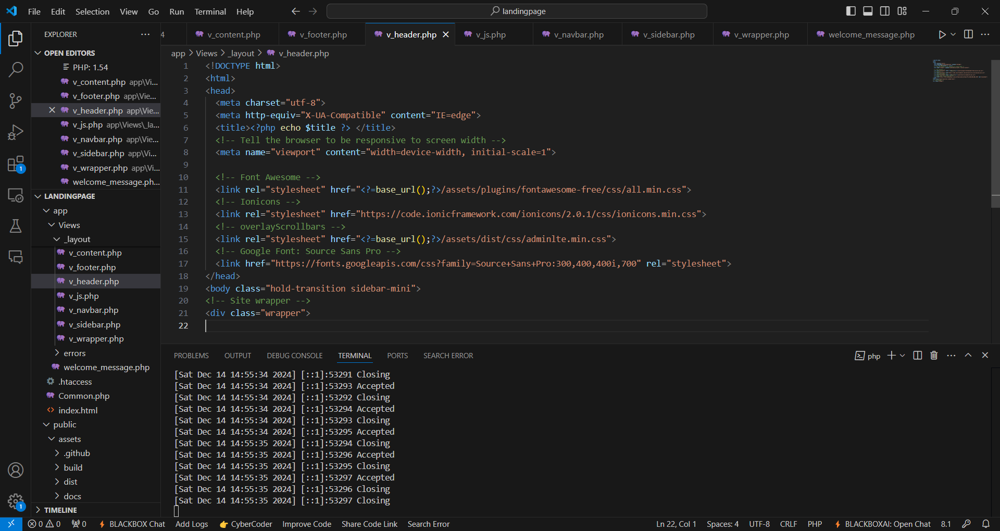 File Edit Selection View Go Run Terminal Help
landingpage
EXPLORER
OPEN EDITORS
PHP: 1.54
v_content.php app\Vi...
v_footer.php app\Vie...
v_header.php app\Vie...
v_js.php app\Views\_la...
v_navbar.php app\Vie...
v_sidebar.php app\Vi...
v_wrapper.php app\Vi...
welcome_message.ph...
LANDINGPAGE
app
Views
_layout
v_content.php
v_footer.php
v_header.php
v_js.php
v_navbar.php
v_sidebar.php
v_wrapper.php
errors
welcome_message.php
.htaccess
Common.php
index.html
public
assets
.github
build
dist
docs
TIMELINE
1
1
4 v_content.php v_footer.php v_header.php v_js.php v_navbar.php v_sidebar.php v_wrapper.php welcome_message.php
app > Views > _layout > v_header.php
1 <!DOCTYPE html>
2 <html>
3 <head>
4 <meta charset="utf-8">
5 <meta http-equiv="X-UA-Compatible" content="IE=edge">
6 <title><?php echo $title ?> </title>
7 <!-- Tell the browser to be responsive to screen width -->
8 <meta name="viewport" content="width=device-width, initial-scale=1">
9
10 <!-- Font Awesome -->
11 <link rel="stylesheet" href="<?=base_url();?>/assets/plugins/fontawesome-free/css/all.min.css">
12 <!-- Ionicons -->
13 <link rel="stylesheet" href="https://code.ionicframework.com/ionicons/2.0.1/css/ionicons.min.css">
14 <!-- overlayScrollbars -->
15 <link rel="stylesheet" href="<?=base_url();?>/assets/dist/css/adminlte.min.css">
16 <!-- Google Font: Source Sans Pro -->
17 <link href="https://fonts.googleapis.com/css?family=Source+Sans+Pro:300,400,400i,700" rel="stylesheet">
18 </head>
19 <body class="hold-transition sidebar-mini">
20 <!-- Site wrapper -->
21 <div class="wrapper">
22
PROBLEMS OUTPUT DEBUG CONSOLE TERMINAL PORTS SEARCH ERROR
php
[Sat Dec 14 14:55:34 2024] [::1]:53291 Closing
[Sat Dec 14 14:55:34 2024] [::1]:53293 Accepted
[Sat Dec 14 14:55:34 2024] [::1]:53292 Closing
[Sat Dec 14 14:55:34 2024] [::1]:53294 Accepted
[Sat Dec 14 14:55:34 2024] [::1]:53293 Closing
[Sat Dec 14 14:55:34 2024] [::1]:53295 Accepted
[Sat Dec 14 14:55:35 2024] [::1]:53294 Closing
[Sat Dec 14 14:55:35 2024] [::1]:53296 Accepted
[Sat Dec 14 14:55:35 2024] [::1]:53295 Closing
[Sat Dec 14 14:55:35 2024] [::1]:53297 Accepted
[Sat Dec 14 14:55:35 2024] [::1]:53296 Closing
[Sat Dec 14 14:55:35 2024] [::1]:53297 Closing
0 0 0 BLACKBOX Chat Add Logs CyberCoder Improve Code Share Code Link Search Error Ln 22, Col 1 Spaces: 4 UTF-8 CRLF PHP BLACKBOXAI: Open Chat 8.1